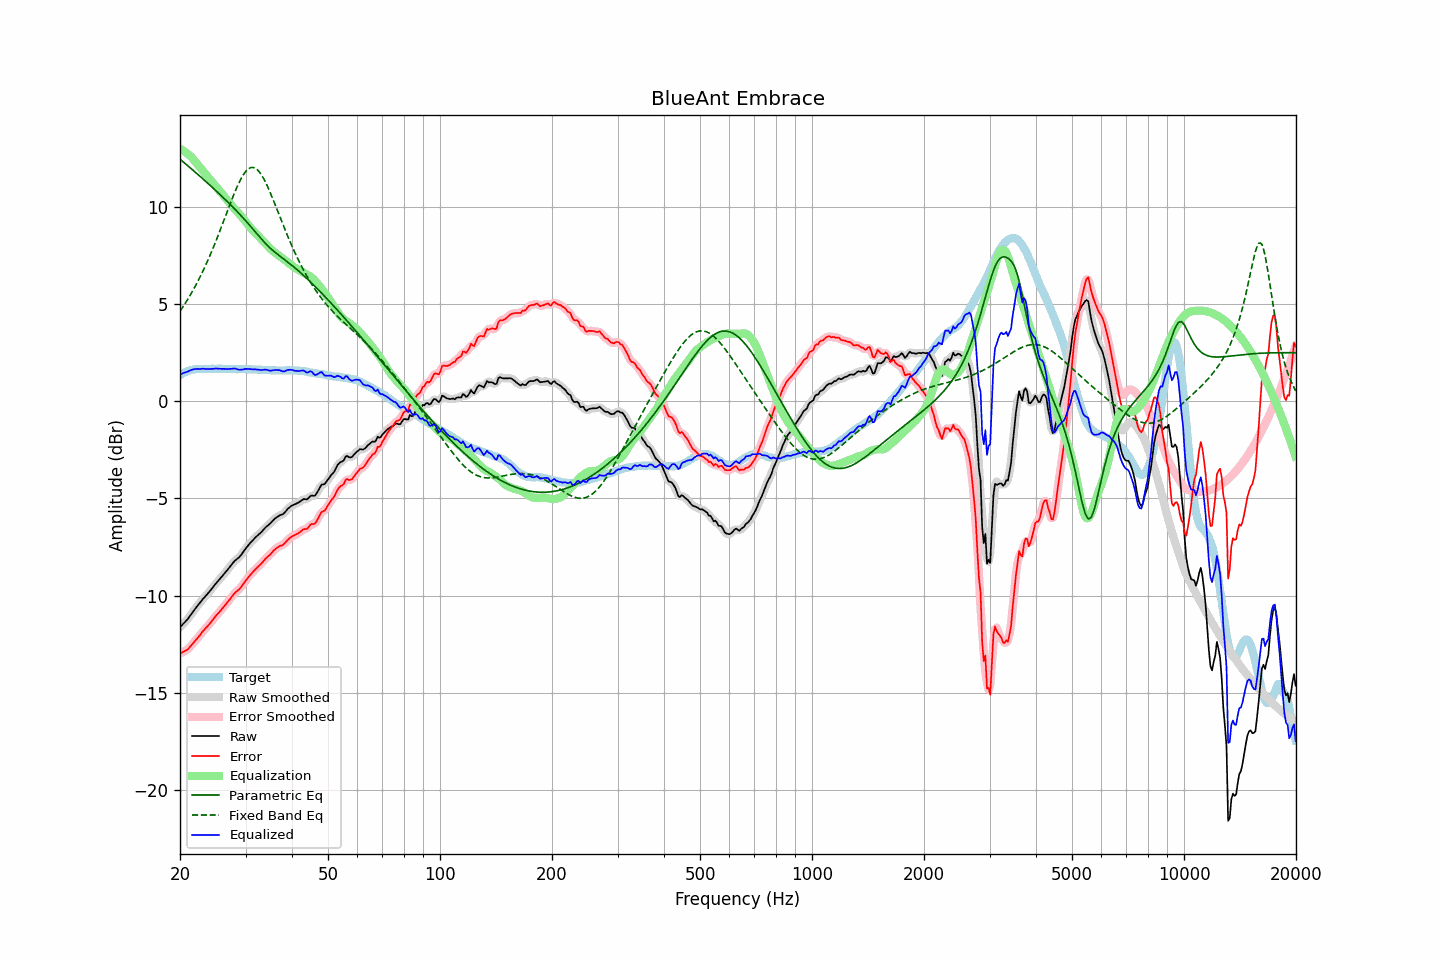 BlueAnt Embrace
Amplitude (dBr)
10
5
0
−5
−10
−15
−20
Target
Raw Smoothed
Error Smoothed
Raw
Error
Equalization
Parametric Eq
Fixed Band Eq
Equalized
20 50 100 200 500 1000 2000 5000 10000 20000
Frequency (Hz)